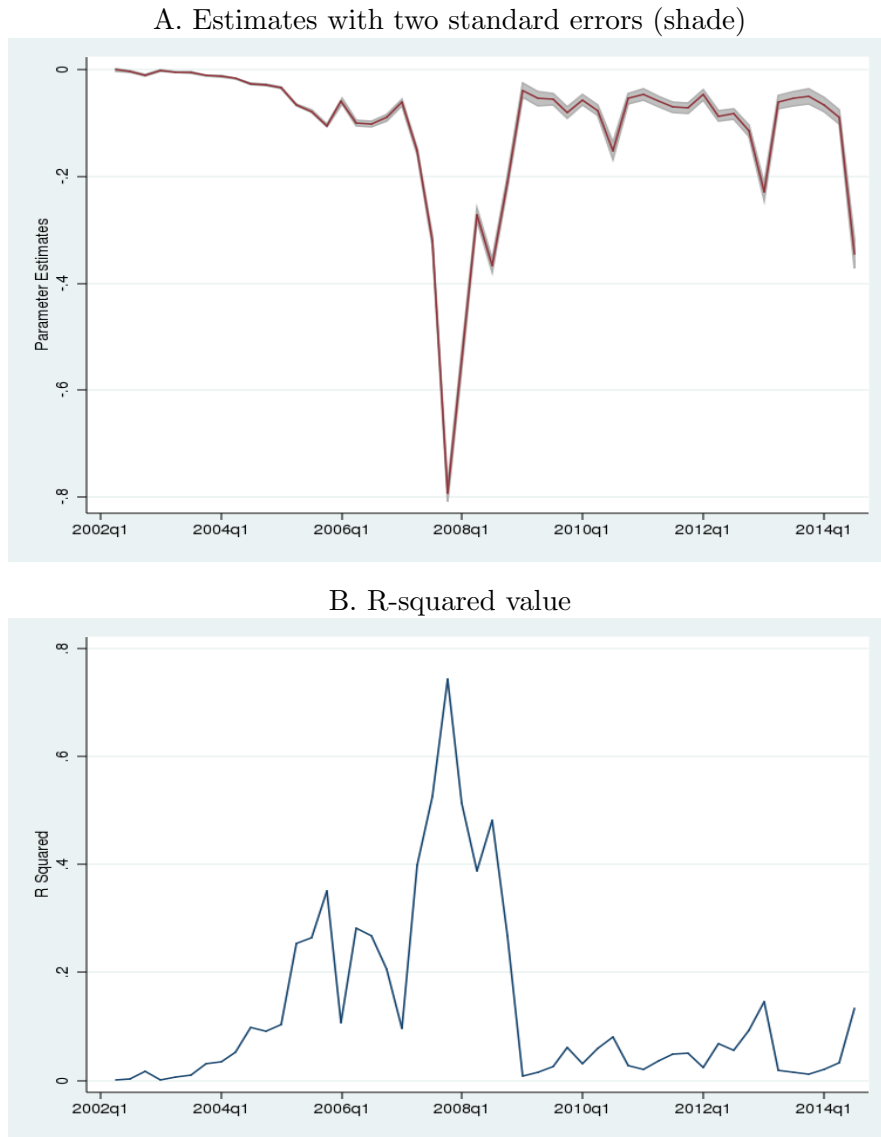 A. Estimates with two standard errors (shade)
Parameter Estimates
0
-.2
-.4
-.6
-.8
2002q1 2004q1 2006q1 2008q1 2010q1 2012q1 2014q1
B. R-squared value
R Squared
.8
.6
.4
.2
0
2002q1 2004q1 2006q1 2008q1 2010q1 2012q1 2014q1